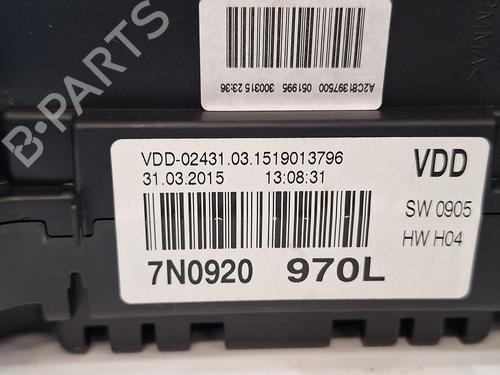 B-PARTS
PMMA<
A2C81397500
300315 23:36 051995
VDD-02431.03.1519013796
31.03.2015 13:08:31
VDD
SW 0905
HW H04
7N0920 970L